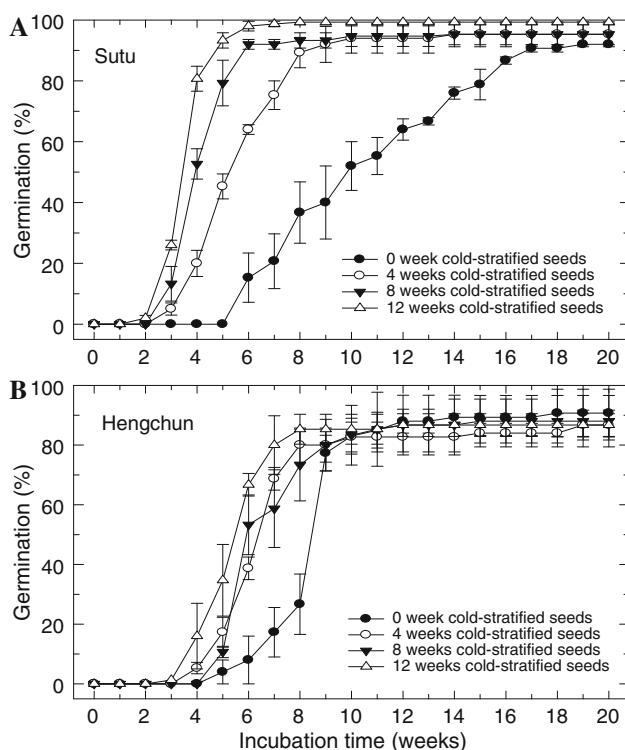 A
Sutu
Germination (%)
100
80
60
40
20
0
0 week cold-stratified seeds
4 weeks cold-stratified seeds
8 weeks cold-stratified seeds
12 weeks cold-stratified seeds
0 2 4 6 8 10 12 14 16 18 20
B
Hengchun
Germination (%)
100
80
60
40
20
0
0 week cold-stratified seeds
4 weeks cold-stratified seeds
8 weeks cold-stratified seeds
12 weeks cold-stratified seeds
0 2 4 6 8 10 12 14 16 18 20
Incubation time (weeks)